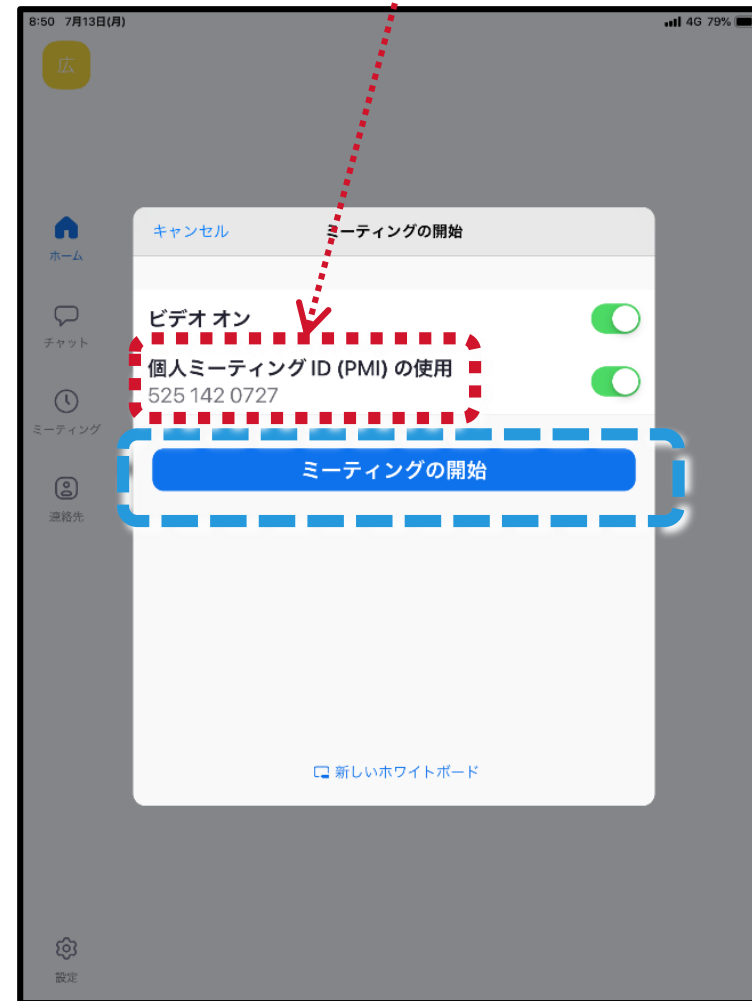 8:50 7月13日(月)
4G 79%
広
キャンセル
ミーティングの開始
ホーム
ビデオ オン
チャット
個人ミーティング ID (PMI) の使用
525 142 0727
ミーティング
ミーティングの開始
連絡先
新しいホワイトボード
設定